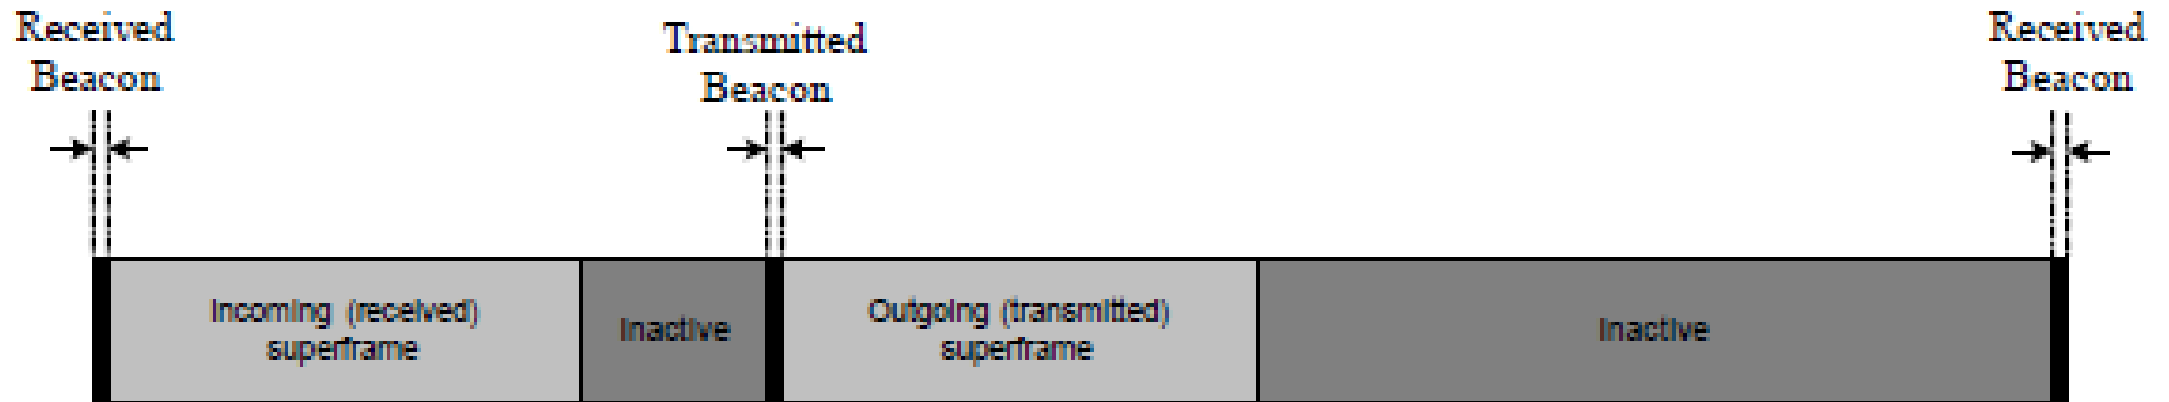 Received
Beacon
Transmitted
Beacon
Received
Beacon
Incoming (received)
superframe
Inactive
Outgoing (transmitted)
superframe
Inactive